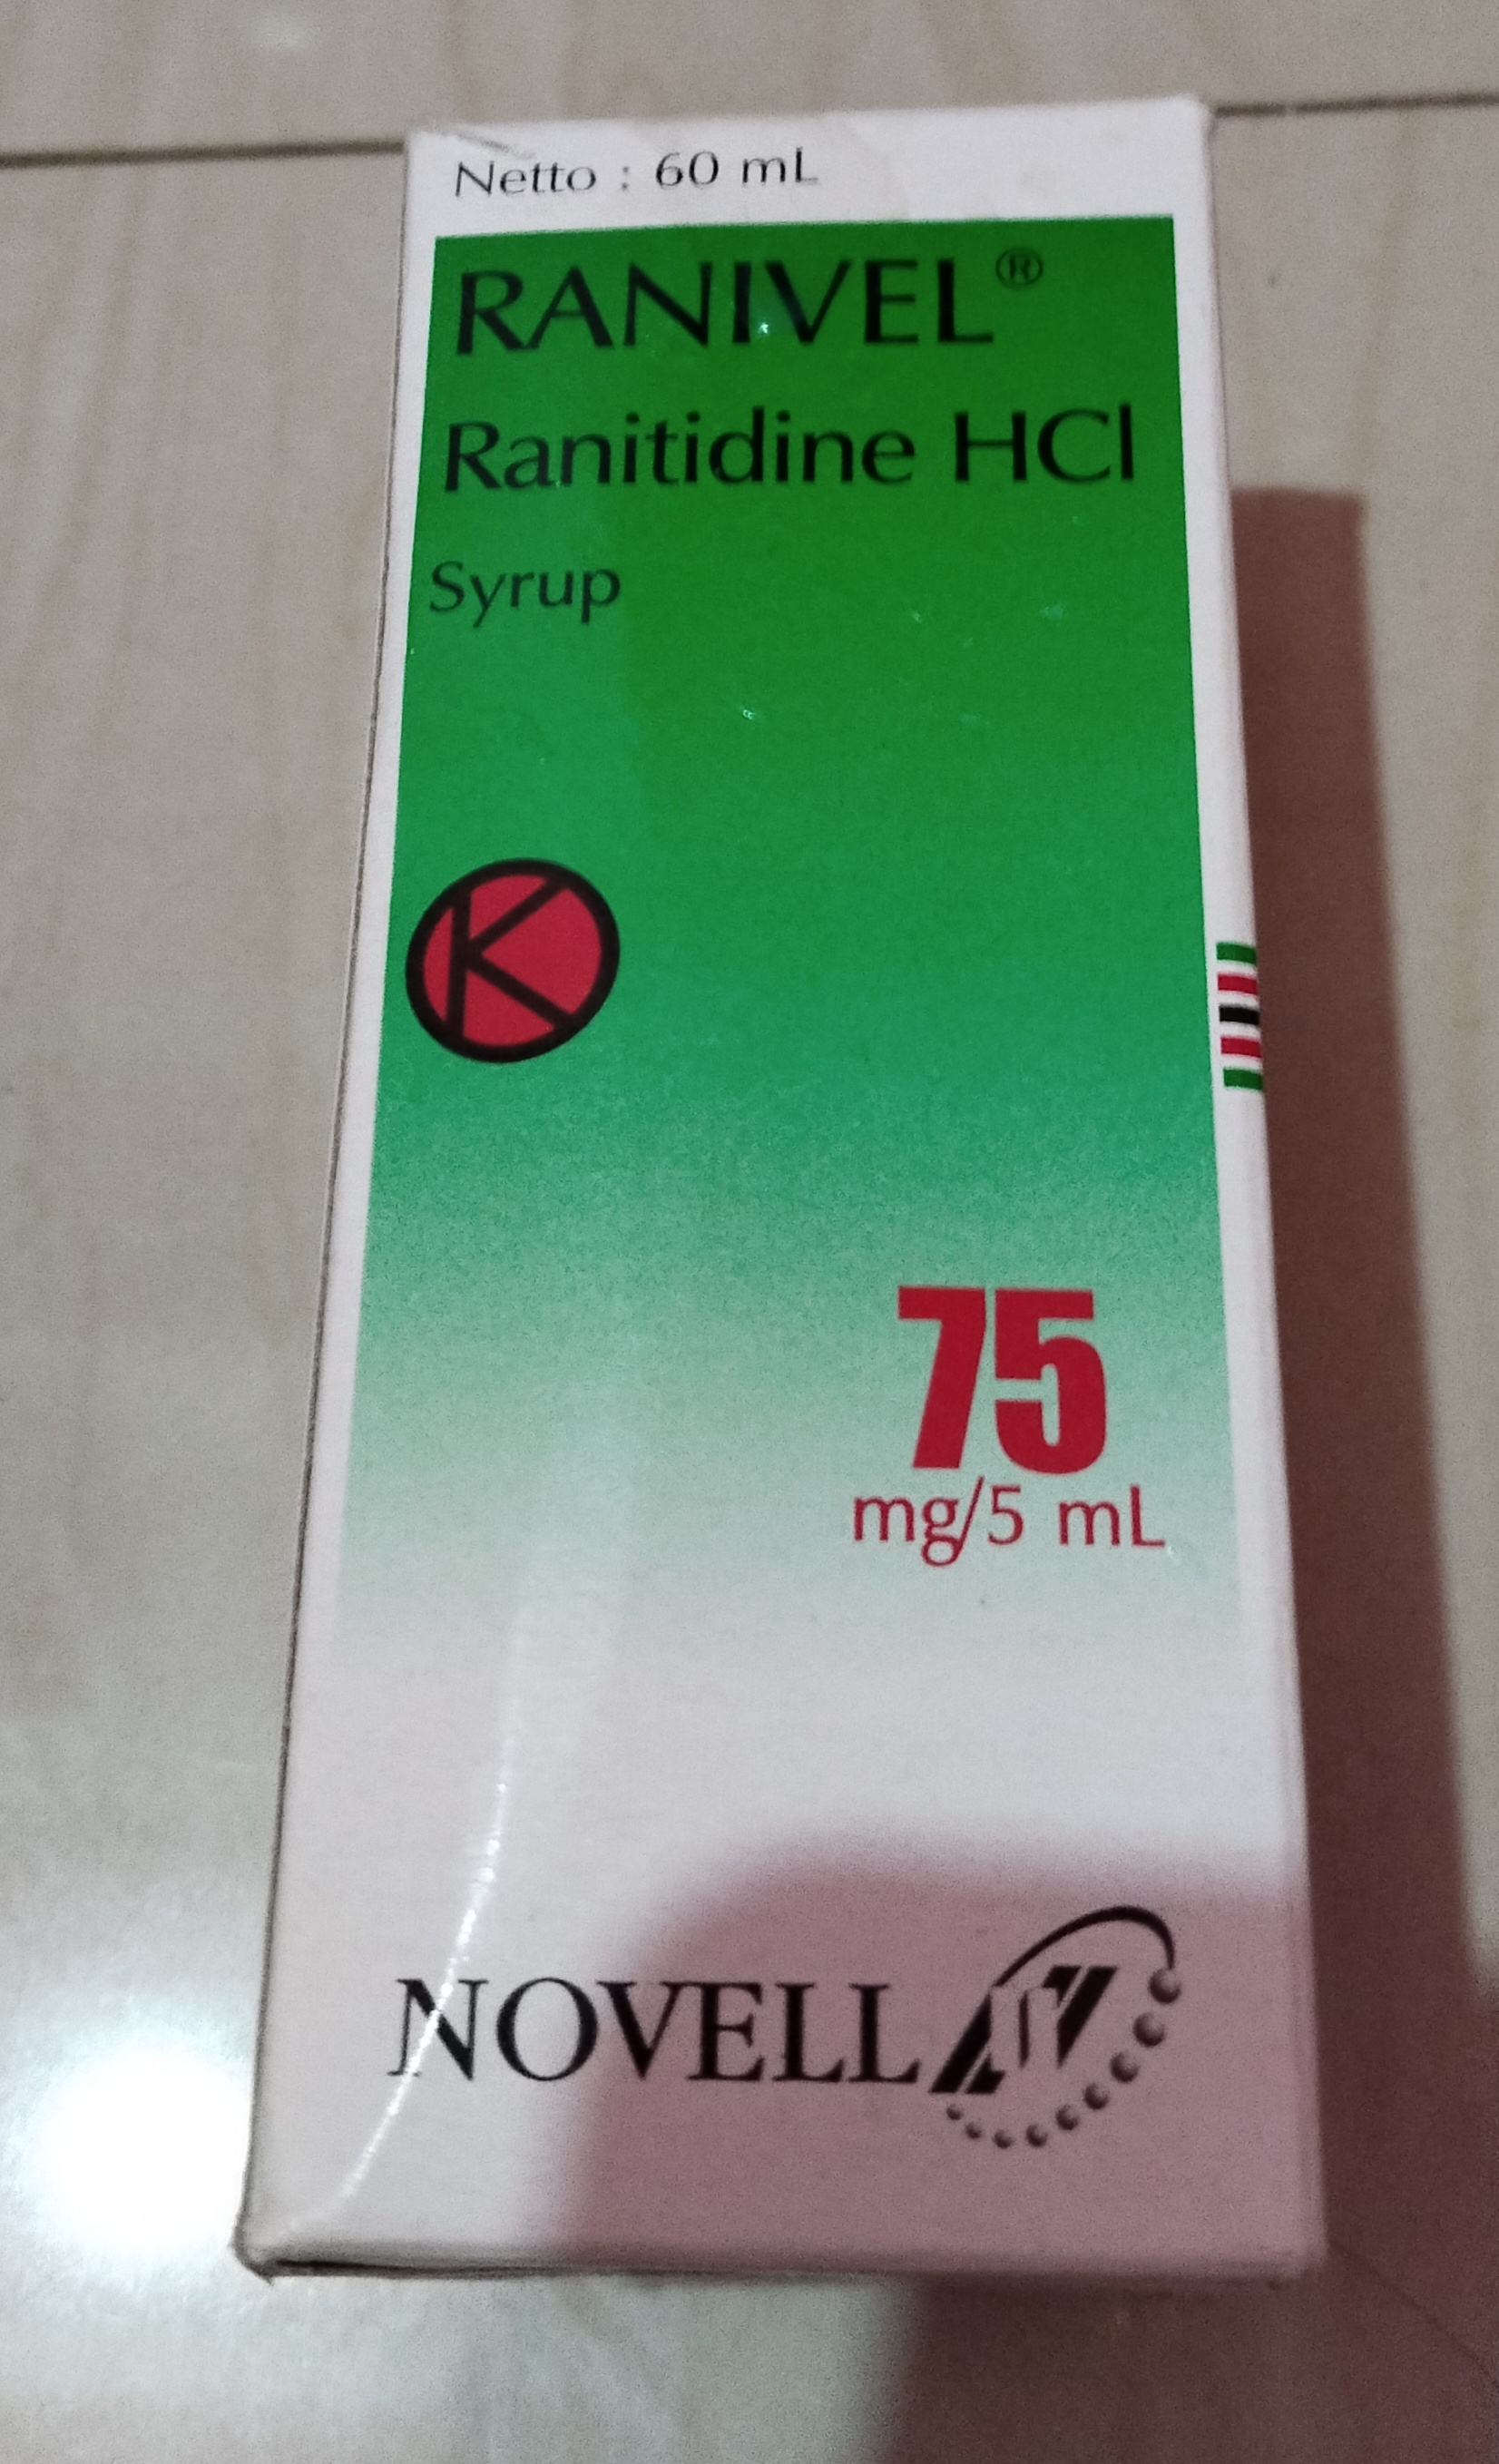 Netto : 60 mL
RANIVEL®
Ranitidine HCl
Syrup
K
75
mg/5 mL
NOVELL